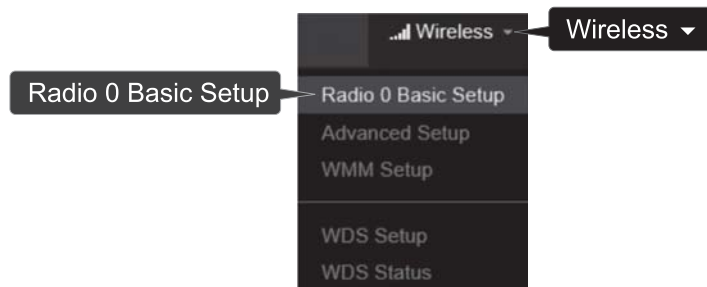 Wireless
Wireless
Radio 0 Basic Setup
Radio 0 Basic Setup
Advanced Setup
WMM Setup
WDS Setup
WDS Status